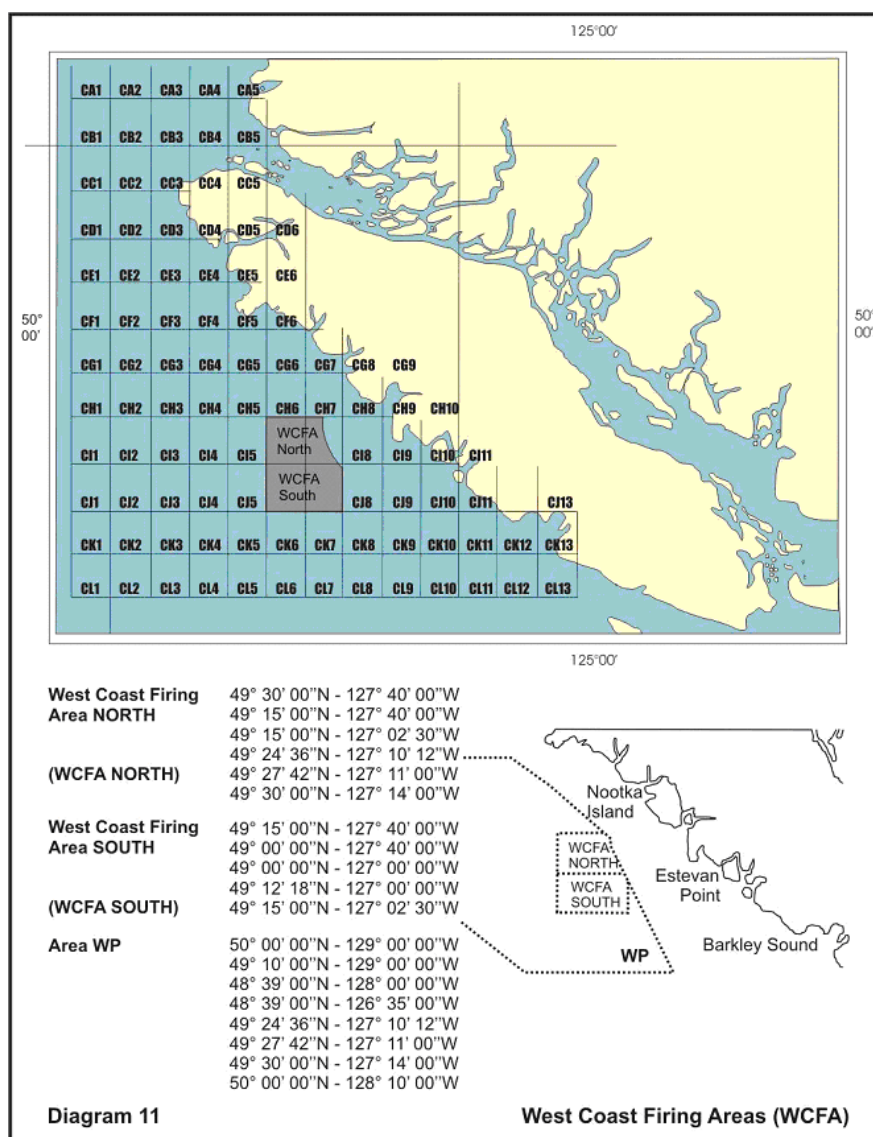 125°00'
CA1 CA2 CA3 CA4 CA5
CB1 CB2 CB3 CB4 CB5
CC1 CC2 CC3 CC4 CC5
CD1 CD2 CD3 CD4 CD5 CD6
CE1 CE2 CE3 CE4 CE5 CE6
50° 00'
CF1 CF2 CF3 CF4 CF5 CF6
50° 00'
CG1 CG2 CG3 CG4 CG5 CG6 CG7 CG8 CG9
CH1 CH2 CH3 CH4 CH5 CH6 CH7 CH8 CH9 CH10
WCFA
North
CI1 CI2 CI3 CI4 CI5 CI8 CI9 CI10 CJ11
WCFA
South
CJ1 CJ2 CJ3 CJ4 CJ5 CJ8 CJ9 CJ10 CJ11 CJ13
CK1 CK2 CK3 CK4 CK5 CK6 CK7 CK8 CK9 CK10 CK11 CK12 CK13
CL1 CL2 CL3 CL4 CL5 CL6 CL7 CL8 CL9 CL10 CL11 CL12 CL13
125°00'
West Coast Firing 49° 30' 00"N - 127° 40' 00"W
Area NORTH 49° 15' 00"N - 127° 40' 00"W
49° 15' 00"N - 127° 02' 30"W
49° 24' 36"N - 127° 10' 12"W
(WCFA NORTH) 49° 27' 42"N - 127° 11' 00"W
49° 30' 00"N - 127° 14' 00"W
West Coast Firing 49° 15' 00"N - 127° 40' 00"W
Area SOUTH 49° 00' 00"N - 127° 40' 00"W
49° 00' 00"N - 127° 00' 00"W
49° 12' 18"N - 127° 00' 00"W
(WCFA SOUTH) 49° 15' 00"N - 127° 02' 30"W
Area WP 50° 00' 00"N - 129° 00' 00"W
49° 10' 00"N - 129° 00' 00"W
48° 39' 00"N - 128° 00' 00"W
48° 39' 00"N - 126° 35' 00"W
49° 24' 36"N - 127° 10' 12"W
49° 27' 42"N - 127° 11' 00"W
49° 30' 00"N - 127° 14' 00"W
50° 00' 00"N - 128° 10' 00"W
Nootka
Island
WCFA
NORTH
WCFA
SOUTH
Estevan
Point
WP
Barkley Sound
Diagram 11
West Coast Firing Areas (WCFA)